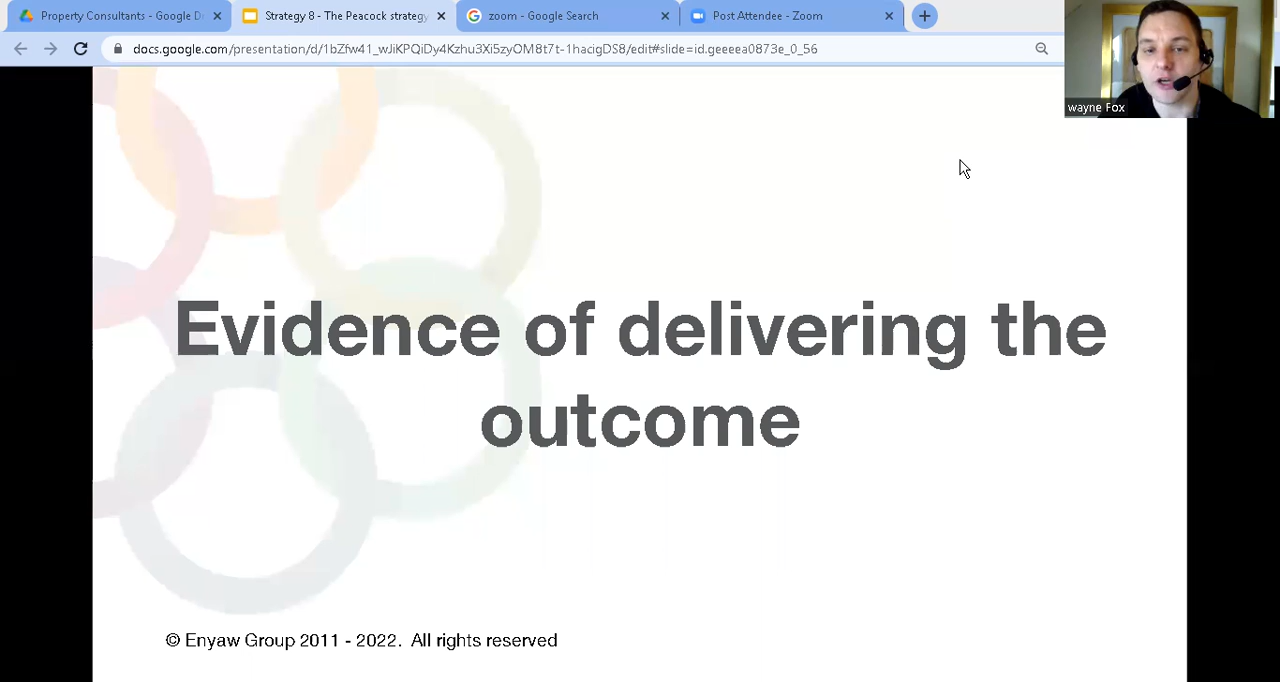 Property Consultants - Google D
Strategy 8 - The Peacock strategy
zoom - Google Search
Post Attendee - Zoom
docs.google.com/presentation/d/1bZfw41_wJiKPQiDy4Kzhu3Xi5zyOM8t7t-1hacigDS8/edit#slide=id.geeeea0873e_0_56
wayne Fox
Evidence of delivering the
outcome
© Enyaw Group 2011 - 2022. All rights reserved